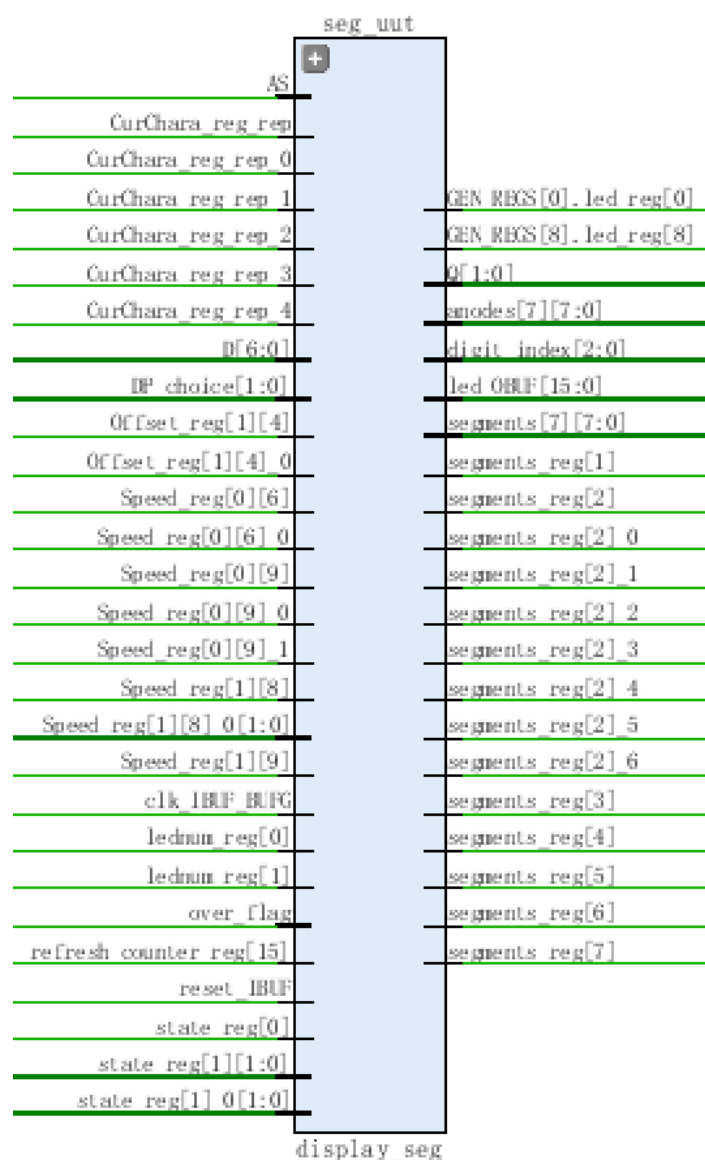 seg_uut
AS
CurChara_reg_rep
CurChara_reg_rep_0
CurChara_reg_rep_1
CurChara_reg_rep_2
CurChara_reg_rep_3
CurChara_reg_rep_4
D[6:0]
DP_choice[1:0]
Offset_reg[1][4]
Offset_reg[1][4]_0
Speed_reg[0][6]
Speed_reg[0][6]_0
Speed_reg[0][9]
Speed_reg[0][9]_0
Speed_reg[0][9]_1
Speed_reg[1][8]
Speed_reg[1][8]_0[1:0]
Speed_reg[1][9]
clk_IBUF_BUFG
lednum_reg[0]
lednum_reg[1]
over_flag
refresh_counter_reg[15]
reset_IBUF
state_reg[0]
state_reg[1][1:0]
state_reg[1]_0[1:0]
GEN_REGS[0].led_reg[0]
GEN_REGS[8].led_reg[8]
Q[1:0]
anodes[7][7:0]
digit_index[2:0]
led_OBUF[15:0]
segments[7][7:0]
segments_reg[1]
segments_reg[2]
segments_reg[2]_0
segments_reg[2]_1
segments_reg[2]_2
segments_reg[2]_3
segments_reg[2]_4
segments_reg[2]_5
segments_reg[2]_6
segments_reg[3]
segments_reg[4]
segments_reg[5]
segments_reg[6]
segments_reg[7]
display_seg